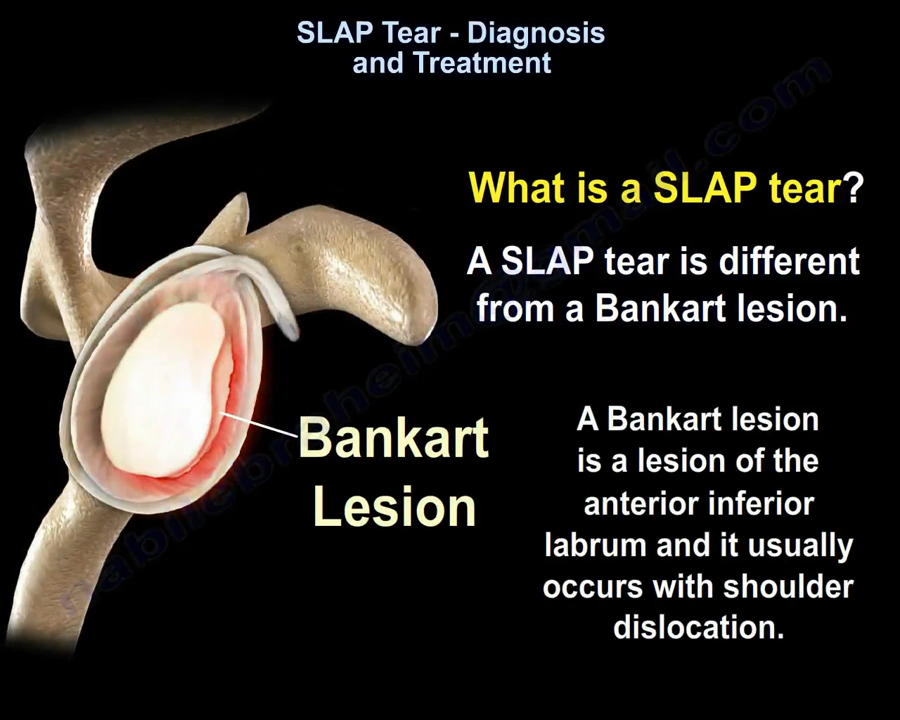 SLAP Tear - Diagnosis
and Treatment
What is a SLAP tear?
A SLAP tear is different
from a Bankart lesion.
Bankart
Lesion
A Bankart lesion
is a lesion of the
anterior inferior
labrum and it usually
occurs with shoulder
dislocation.